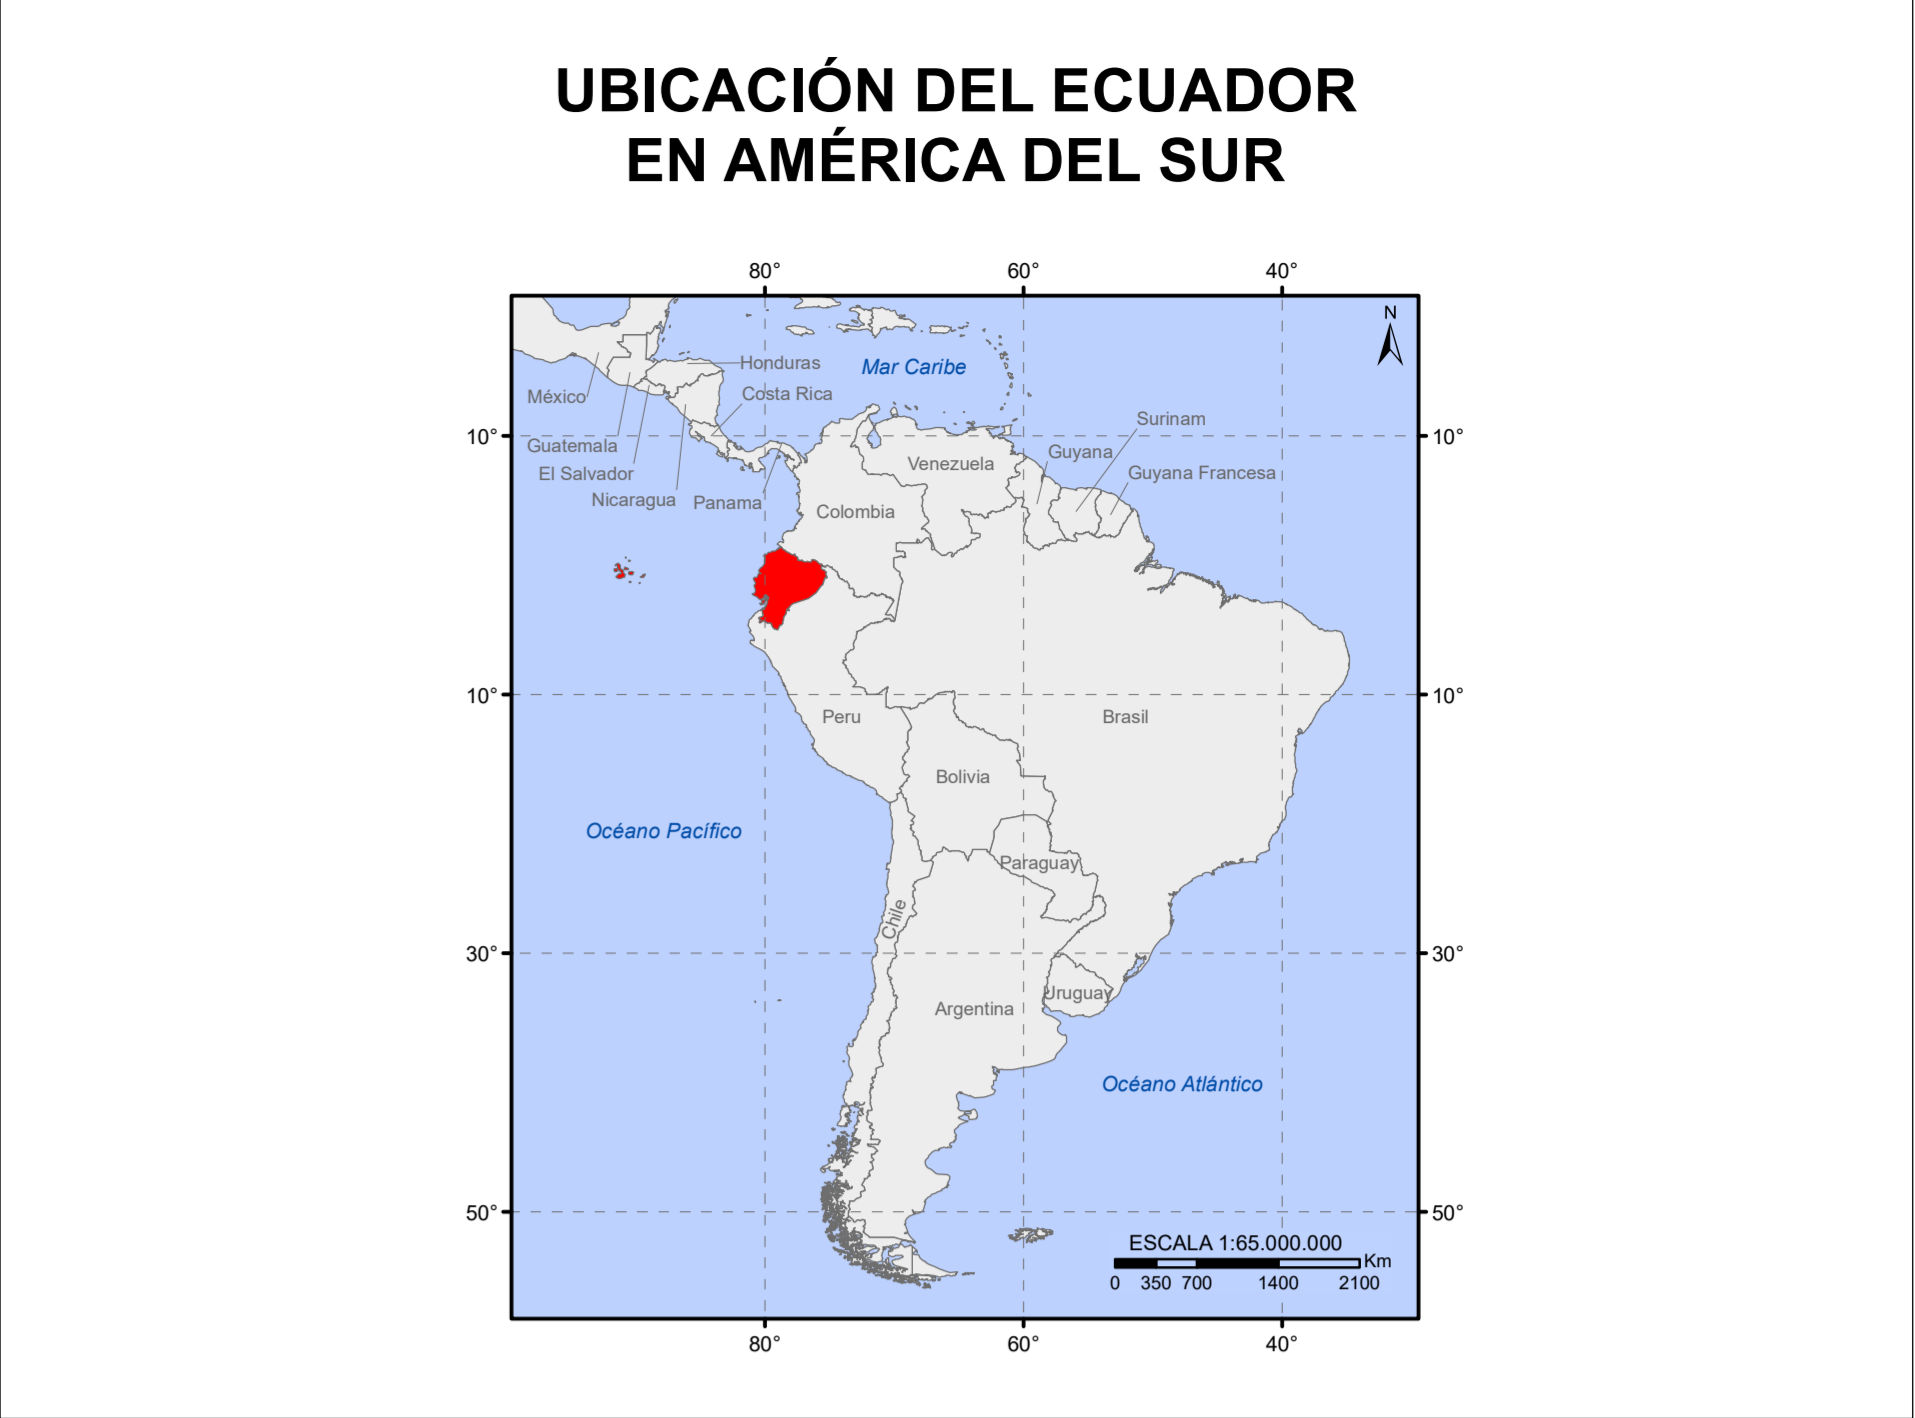 UBICACIÓN DEL ECUADOR
EN AMÉRICA DEL SUR
80°
60°
40°
N
Honduras
Mar Caribe
México
Costa Rica
Surinam
10°
10°
Guatemala
Guyana
Venezuela
El Salvador
Guyana Francesa
Nicaragua
Panama
Colombia
10°
10°
Peru
Brasil
Bolivia
Océano Pacífico
Paraguay
Chile
30°
30°
Uruguay
Argentina
Océano Atlántico
50°
50°
ESCALA 1:65.000.000
Km
0 350 700 1400 2100
80°
60°
40°